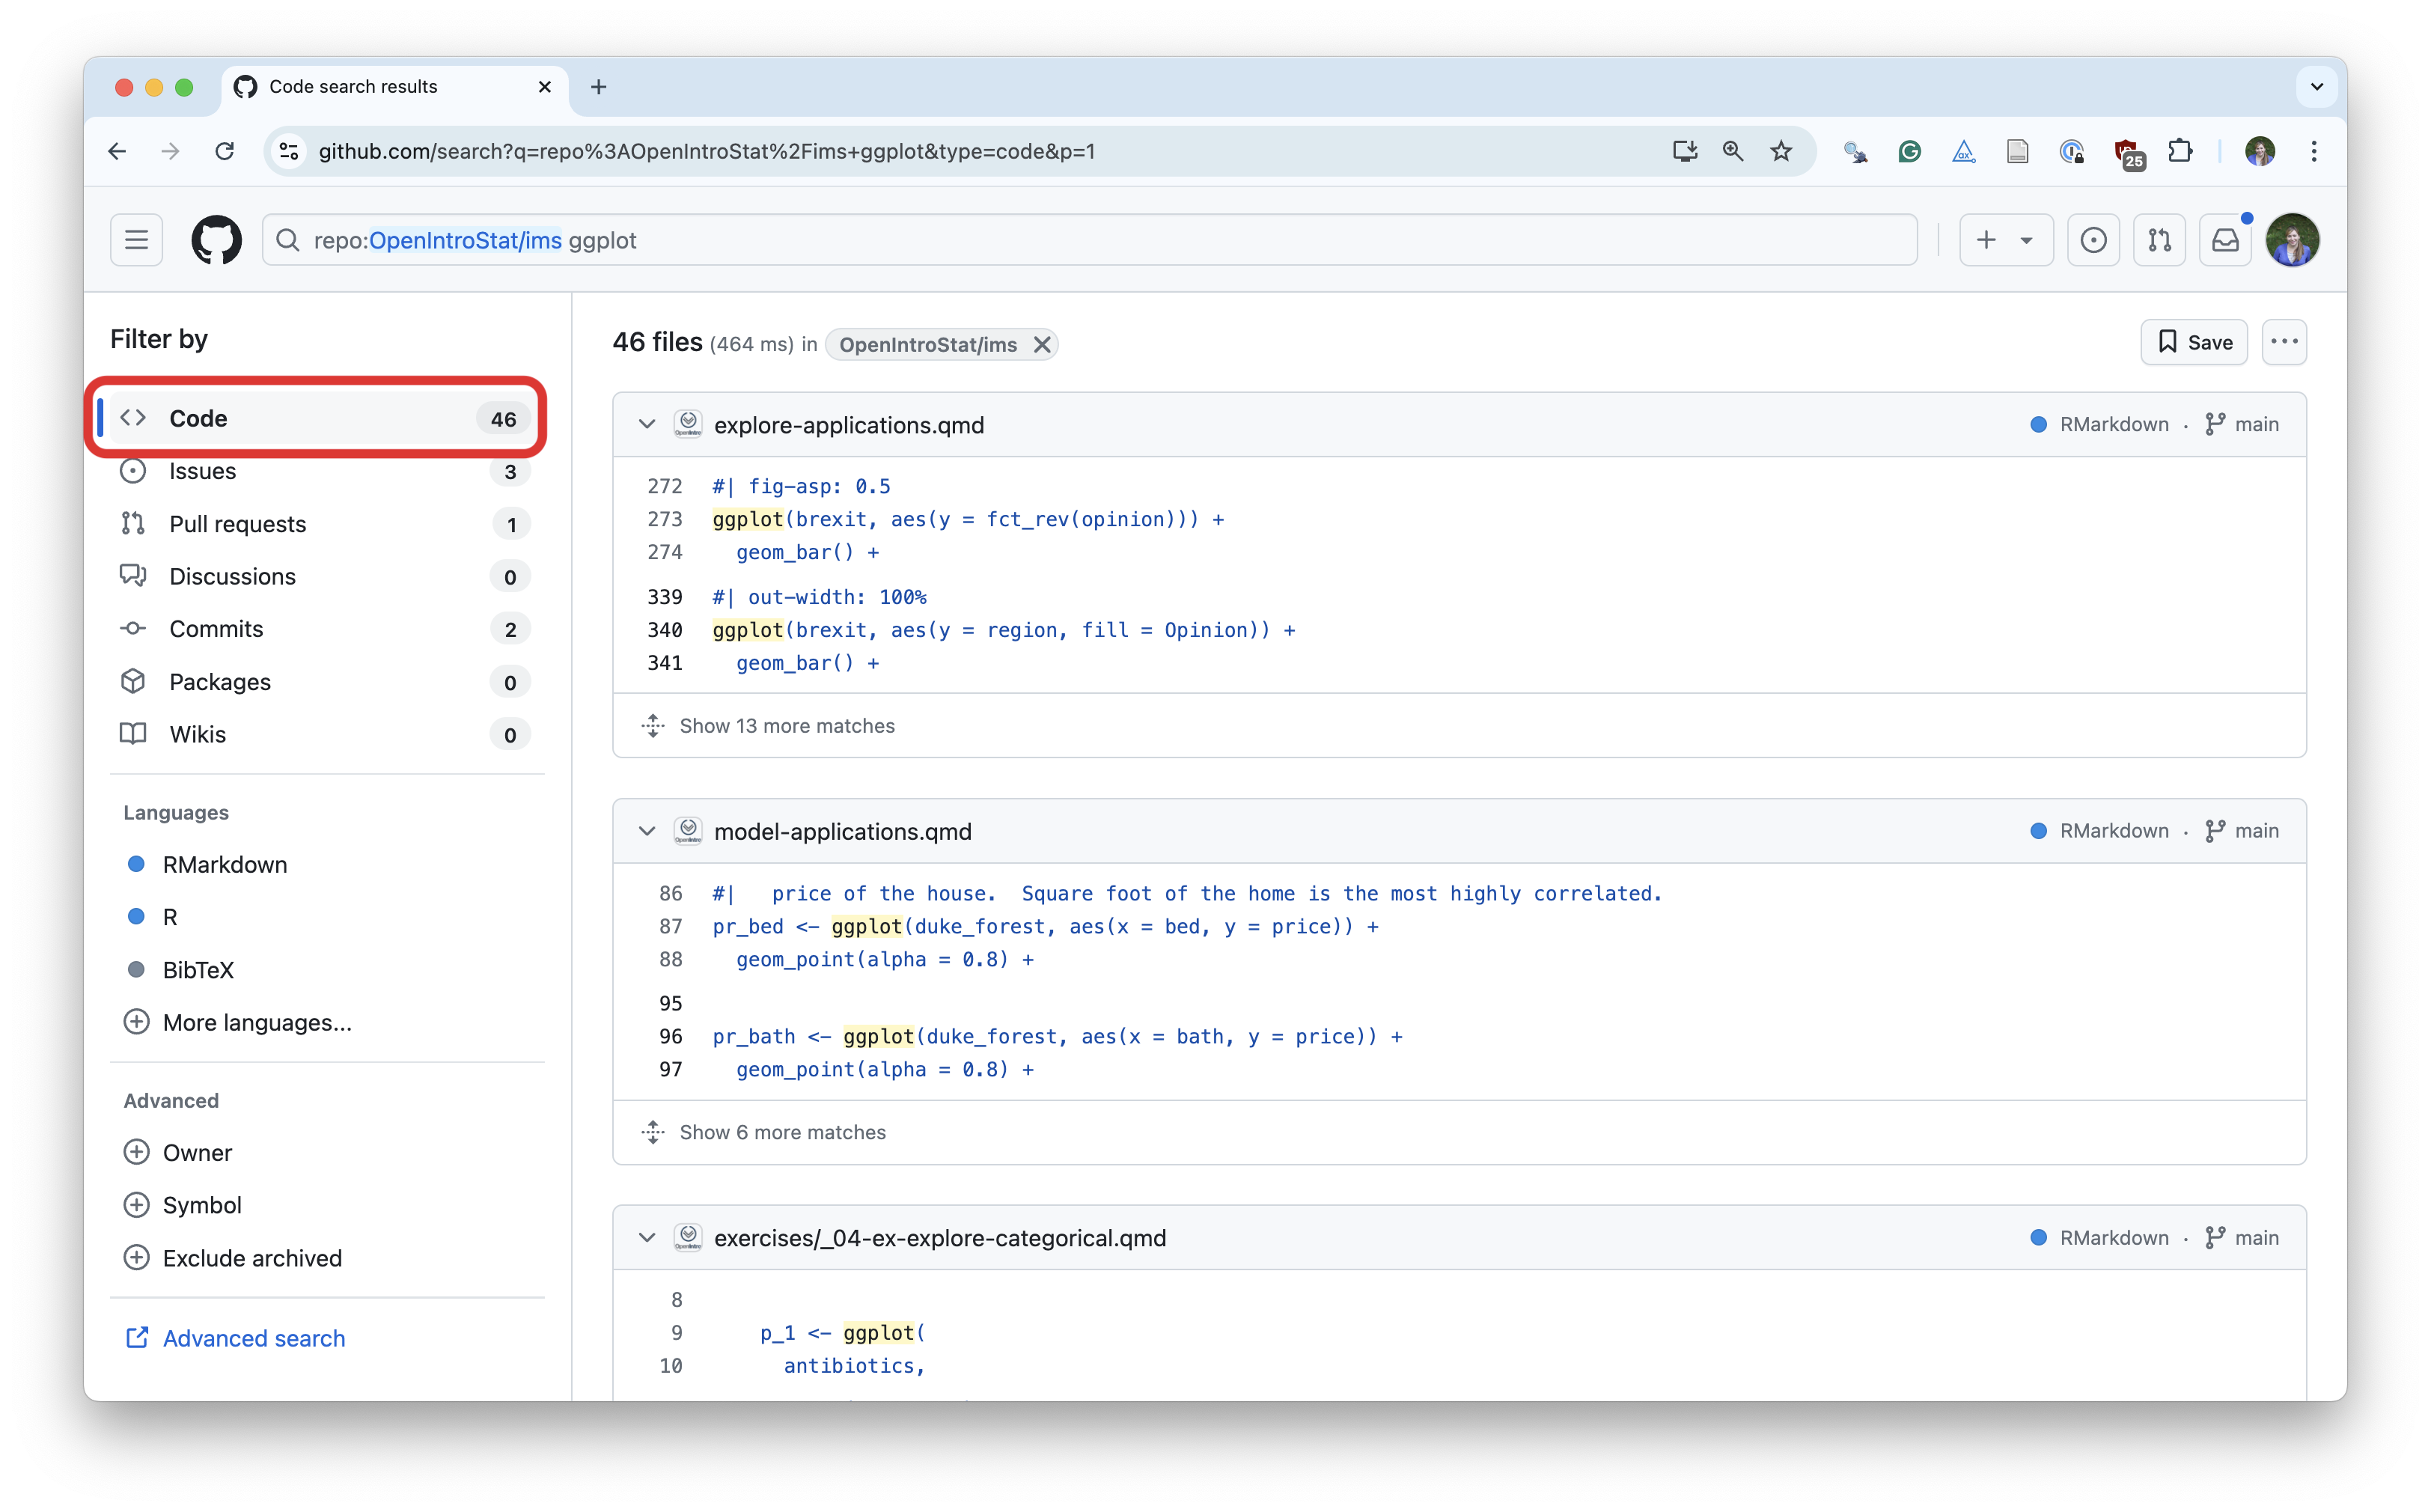 Code search results
github.com/search?q=repo%3AOpenIntroStat%2Fims+ggplot&type=code&p=1
25
repo:OpenIntroStat/ims ggplot
Filter by
Code 46
Issues 3
Pull requests 1
Discussions 0
Commits 2
Packages 0
Wikis 0
Languages
RMarkdown
R
BibTeX
More languages...
Advanced
Owner
Symbol
Exclude archived
Advanced search
46 files (464 ms) in OpenIntroStat/ims
Save
explore-applications.qmd RMarkdown · main
272 #| fig-asp: 0.5
273 ggplot(brexit, aes(y = fct_rev(opinion))) +
274 geom_bar() +
339 #| out-width: 100%
340 ggplot(brexit, aes(y = region, fill = Opinion)) +
341 geom_bar() +
Show 13 more matches
model-applications.qmd RMarkdown · main
86 #| price of the house. Square foot of the home is the most highly correlated.
87 pr_bed <- ggplot(duke_forest, aes(x = bed, y = price)) +
88 geom_point(alpha = 0.8) +
95
96 pr_bath <- ggplot(duke_forest, aes(x = bath, y = price)) +
97 geom_point(alpha = 0.8) +
Show 6 more matches
exercises/_04-ex-explore-categorical.qmd RMarkdown · main
8
9 p_1 <- ggplot(
10 antibiotics,